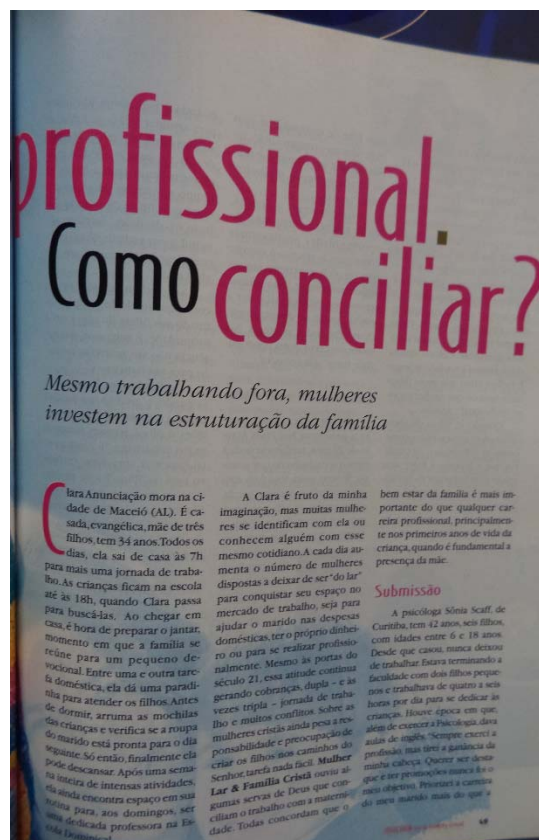 profissional.
Como conciliar?
Mesmo trabalhando fora, mulheres
investem na estruturação da família
Clara Anunciação mora na ci-
dade de Maceió (AL). É ca-
sada, evangélica, mãe de três
filhos, tem 34 anos. Todos os
dias, ela sai de casa às 7h
para mais uma jornada de traba-
lho. As crianças ficam na escola
até às 18h, quando Clara passa
para buscá-las. Ao chegar em
casa, é hora de preparar o jantar,
momento em que a família se
reúne para um pequeno de-
vocional. Entre uma e outra tare-
fa doméstica, ela dá uma paradi-
nha para atender os filhos. Antes
de dormir, arruma as mochilas
das crianças e verifica se a roupa
do marido está pronta para o dia
seguinte. Só então, finalmente ela
pode descansar. Após uma sema-
na inteira de intensas atividades,
ela ainda encontra espaço em sua
rotina para, aos domingos, ser
uma dedicada professora na Es-
cola Dominical.
A Clara é fruto da minha
imaginação, mas muitas mulhe-
res se identificam com ela ou
conhecem alguém com esse
mesmo cotidiano. A cada dia au-
menta o número de mulheres
dispostas a deixar de ser "do lar"
para conquistar seu espaço no
mercado de trabalho, seja para
ajudar o marido nas despesas
domésticas, ter o próprio dinhei-
ro ou para se realizar profissio-
nalmente. Mesmo às portas do
século 21, essa atitude continua
gerando cobranças, dupla – e às
vezes tripla – jornada de traba-
lho e muitos conflitos. Sobre as
mulheres cristãs ainda pesa a res-
ponsabilidade e preocupação de
criar os filhos nos caminhos do
Senhor, tarefa nada fácil. Mulher
Lar & Família Cristã ouviu al-
gumas servas de Deus que con-
ciliam o trabalho com a materni-
dade. Todas concordam que o
bem estar da família é mais im-
portante do que qualquer car-
reira profissional, principalmen-
te nos primeiros anos de vida da
criança, quando é fundamental a
presença da mãe.
Submissão
A psicóloga Sônia Scaff, de
Curitiba, tem 42 anos, seis filhos,
com idades entre 6 e 18 anos.
Desde que casou, nunca deixou
de trabalhar. Estava terminando a
faculdade com dois filhos peque-
nos e trabalhava de quatro a seis
horas por dia para se dedicar às
crianças. Houve época em que,
além de exercer a Psicologia, dava
aulas de inglês. "Sempre exerci a
profissão, mas tirei a ganância da
minha cabeça. Querer ser desta-
que e ter promoções nunca foi o
meu objetivo. Priorizei a carreira
do meu marido mais do que a